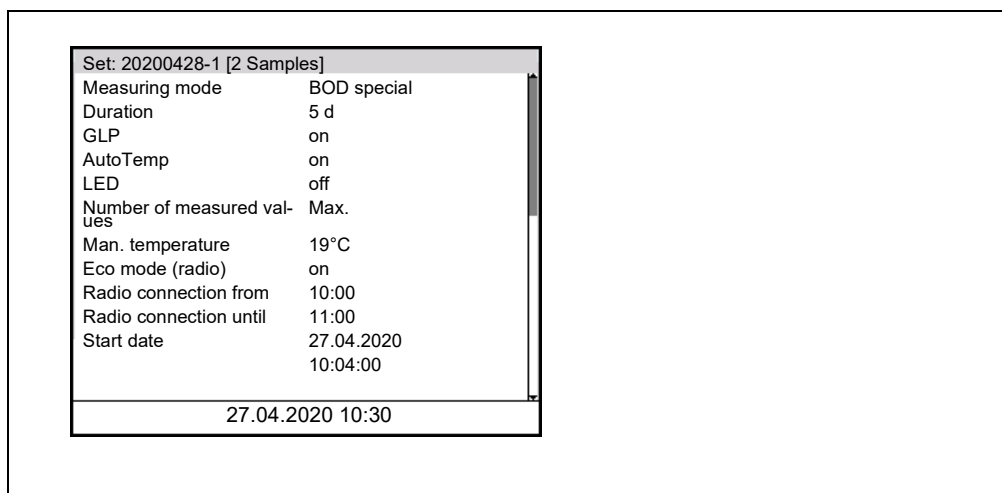 Set: 20200428-1 [2 Samples]
Measuring mode BOD special
Duration 5 d
GLP on
AutoTemp on
LED off
Number of measured val- Max.
ues
Man. temperature 19°C
Eco mode (radio) on
Radio connection from 10:00
Radio connection until 11:00
Start date 27.04.2020
10:04:00
27.04.2020 10:30